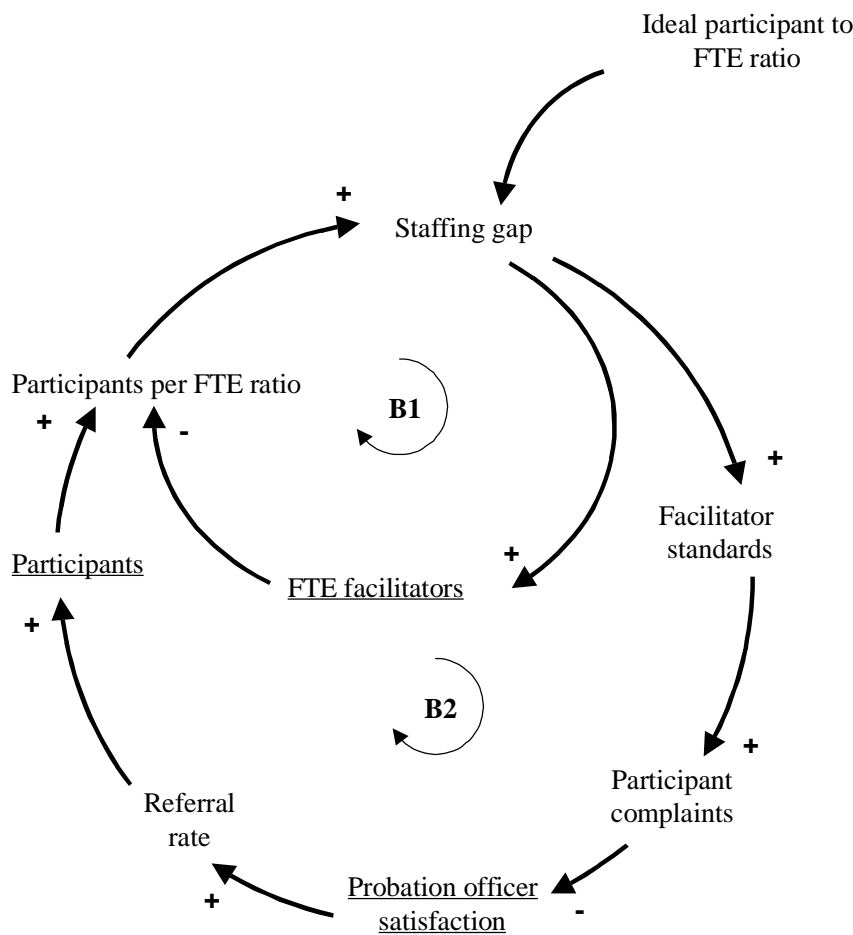 Ideal participant to
FTE ratio
+
Staffing gap
Participants per FTE ratio
+
-
B1
+
Facilitator
standards
Participants
+
FTE facilitators
+
B2
+
Participant
complaints
Referral
rate
+
Probation officer
satisfaction
-